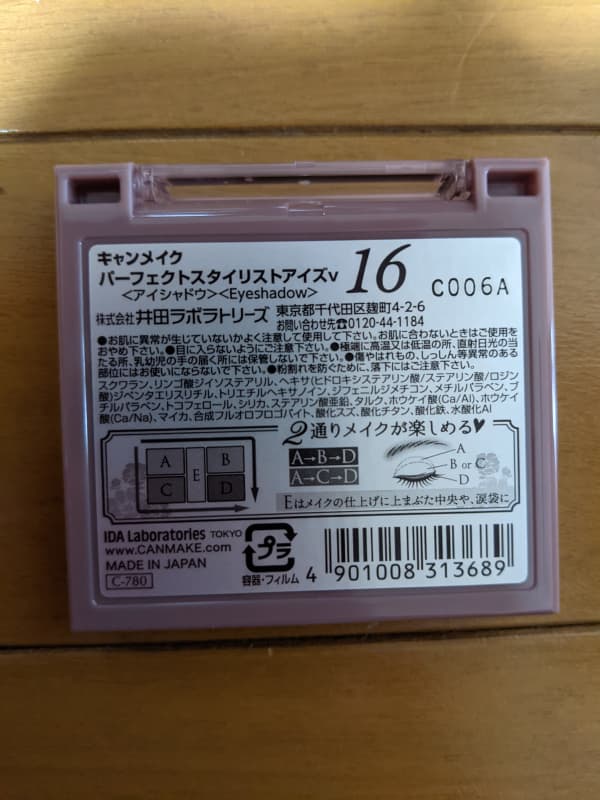 キャンメイク
パーフェクトスタイリストアイズv 16 C006A
<アイシャドウ><Eyeshadow>
株式会社 井田ラボラトリーズ 東京都千代田区麹町4-2-6
お問い合わせ先☎0120-44-1184
●お肌に異常が生じていないかよく注意して使用して下さい。お肌に合わないときはご使用を
おやめ下さい。●目に入らないようにご注意下さい。●極端に高温又は低温の所、直射日光の当
たる所、乳幼児の手の届く所には保管しないで下さい。●傷やはれもの、しっしん等異常のある
部位にはお使いにならないで下さい。●粉割れを防ぐために、落下にはご注意下さい。
スクワラン、リンゴ酸ジイソステアリル、ヘキサ(ヒドロキシステアリン酸/ステアリン酸/ロジン
酸)ジペンタエリスリチル、トリエチルヘキサノイン、ジフェニルジメチコン、メチルパラベン、ブ
チルパラベン、トコフェロール、シリカ、ステアリン酸亜鉛、タルク、ホウケイ酸(Ca/Al)、ホウケイ
酸(Ca/Na)、マイカ、合成フルオロフロゴパイト、酸化スズ、酸化チタン、酸化鉄、水酸化Al
2通りメイクが楽しめる♥
A B
E
C D
A→B→D
A→C→D
A
B or C
D
Eはメイクの仕上げに上まぶた中央や、涙袋に
IDA Laboratories TOKYO
www.CANMAKE.com
MADE IN JAPAN
C-780
プラ
容器・フィルム
4 901008 313689